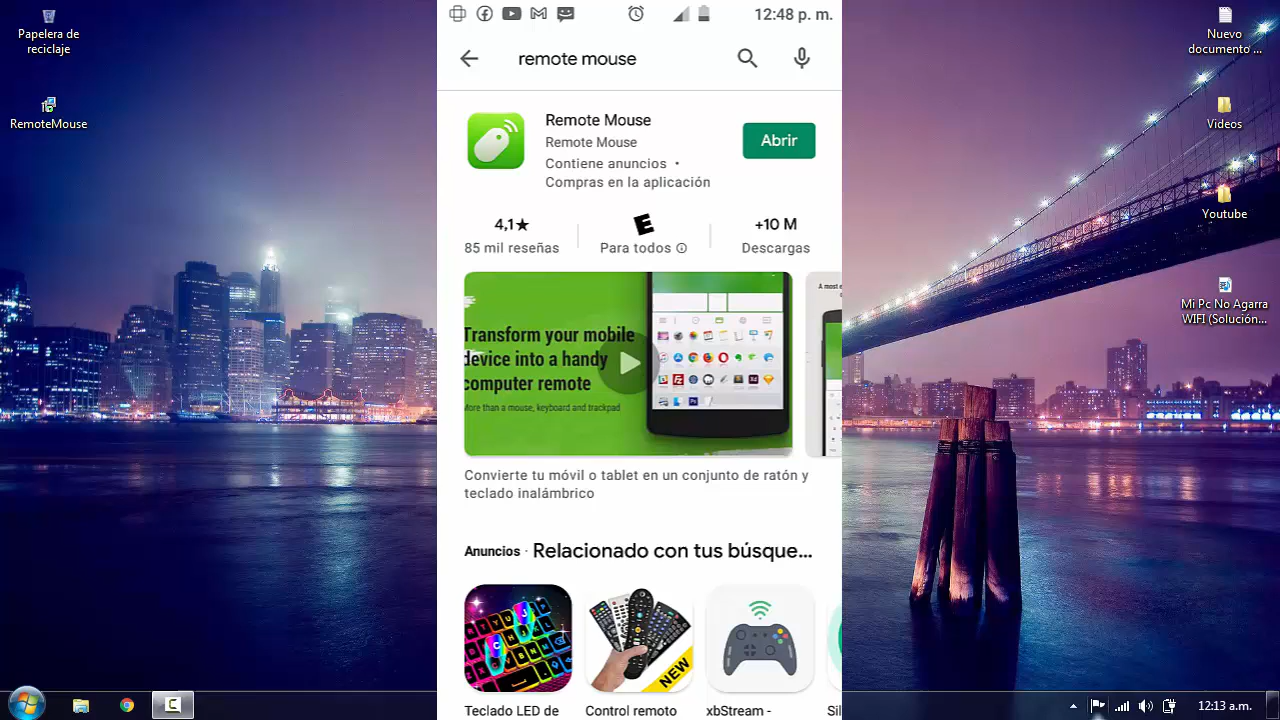 Papelera de
reciclaje
RemoteMouse
12:48 p. m.
remote mouse
Remote Mouse
Remote Mouse
Contiene anuncios •
Compras en la aplicación
Abrir
4,1★
85 mil reseñas
E
Para todos
+10 M
Descargas
Transform your mobile
device into a handy
computer remote
More than a mouse, keyboard and trackpad
A most e
Convierte tu móvil o tablet en un conjunto de ratón y
teclado inalámbrico
Anuncios · Relacionado con tus búsque...
NEW
Teclado LED de
Control remoto
xbStream -
Sil
Nuevo
documento ...
Videos
Youtube
Mi Pc No Agarra
WIFI (Solución...
12:13 a.m.